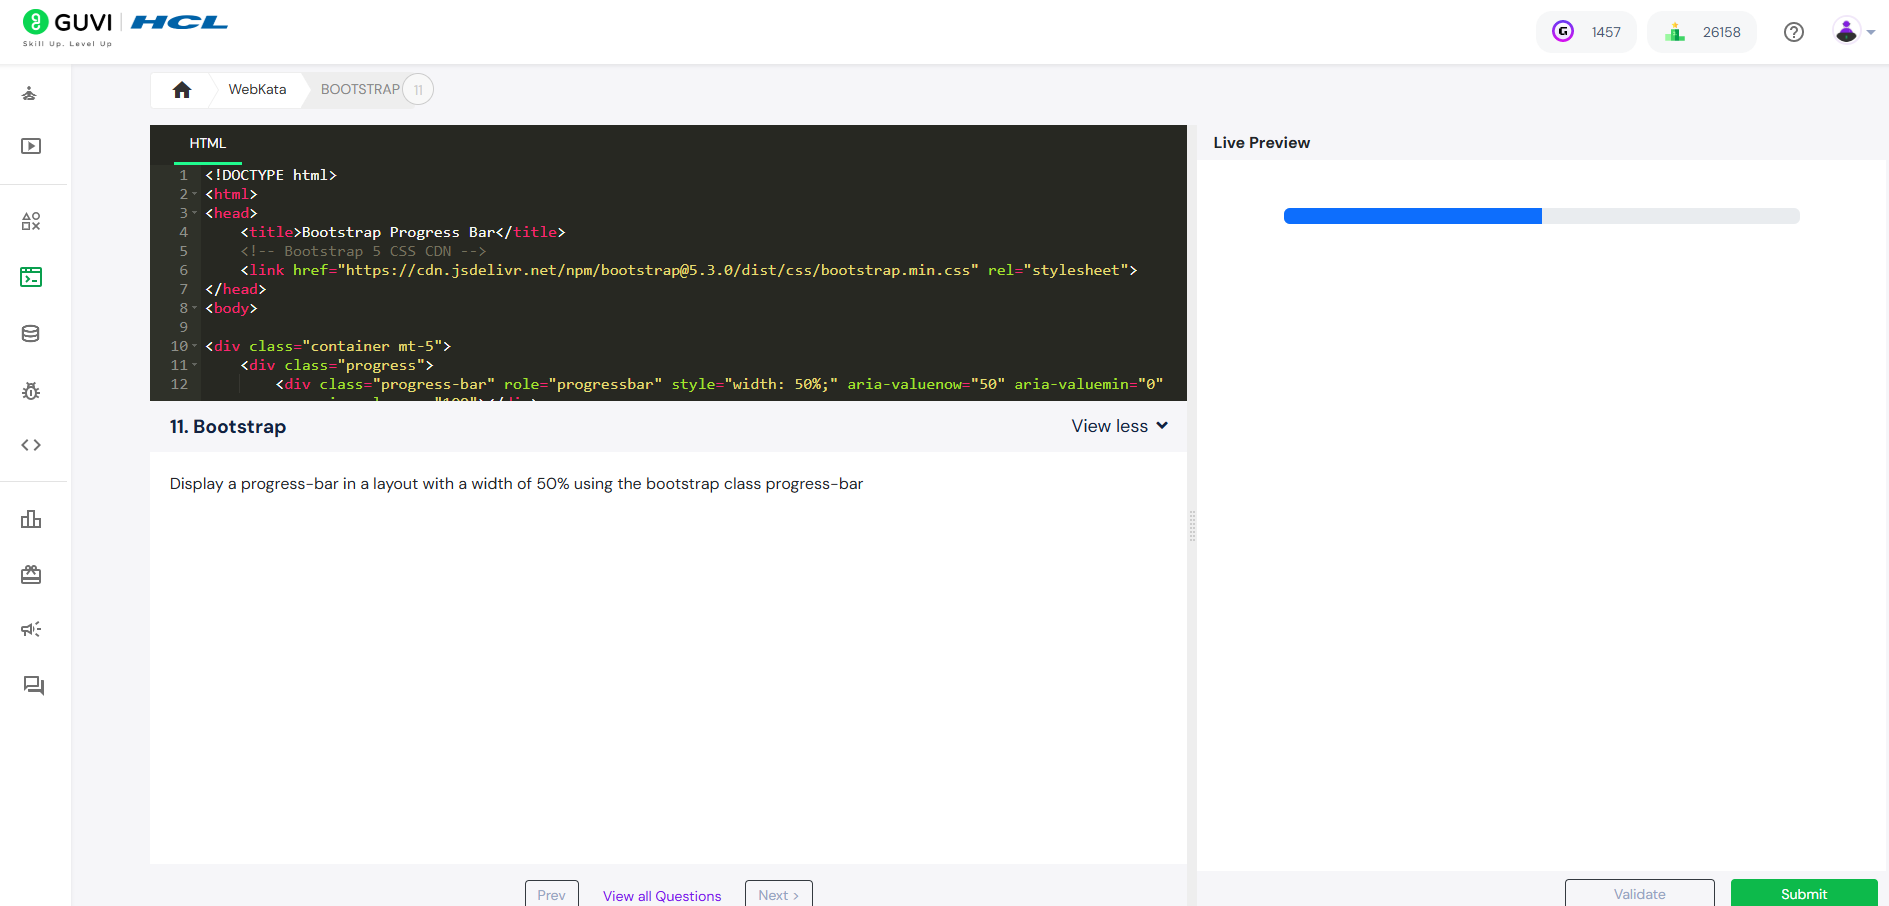 GUVI HCL
Skill Up. Level Up
1457
26158
WebKata
BOOTSTRAP 11
HTML
1 <!DOCTYPE html>
2 <html>
3 <head>
4 <title>Bootstrap Progress Bar</title>
5 <!-- Bootstrap 5 CSS CDN -->
6 <link href="https://cdn.jsdelivr.net/npm/bootstrap@5.3.0/dist/css/bootstrap.min.css" rel="stylesheet">
7 </head>
8 <body>
9
10 <div class="container mt-5">
11 <div class="progress">
12 <div class="progress-bar" role="progressbar" style="width: 50%;" aria-valuenow="50" aria-valuemin="0"
Live Preview
11. Bootstrap
View less
Display a progress-bar in a layout with a width of 50% using the bootstrap class progress-bar
Prev
View all Questions
Next >
Validate
Submit